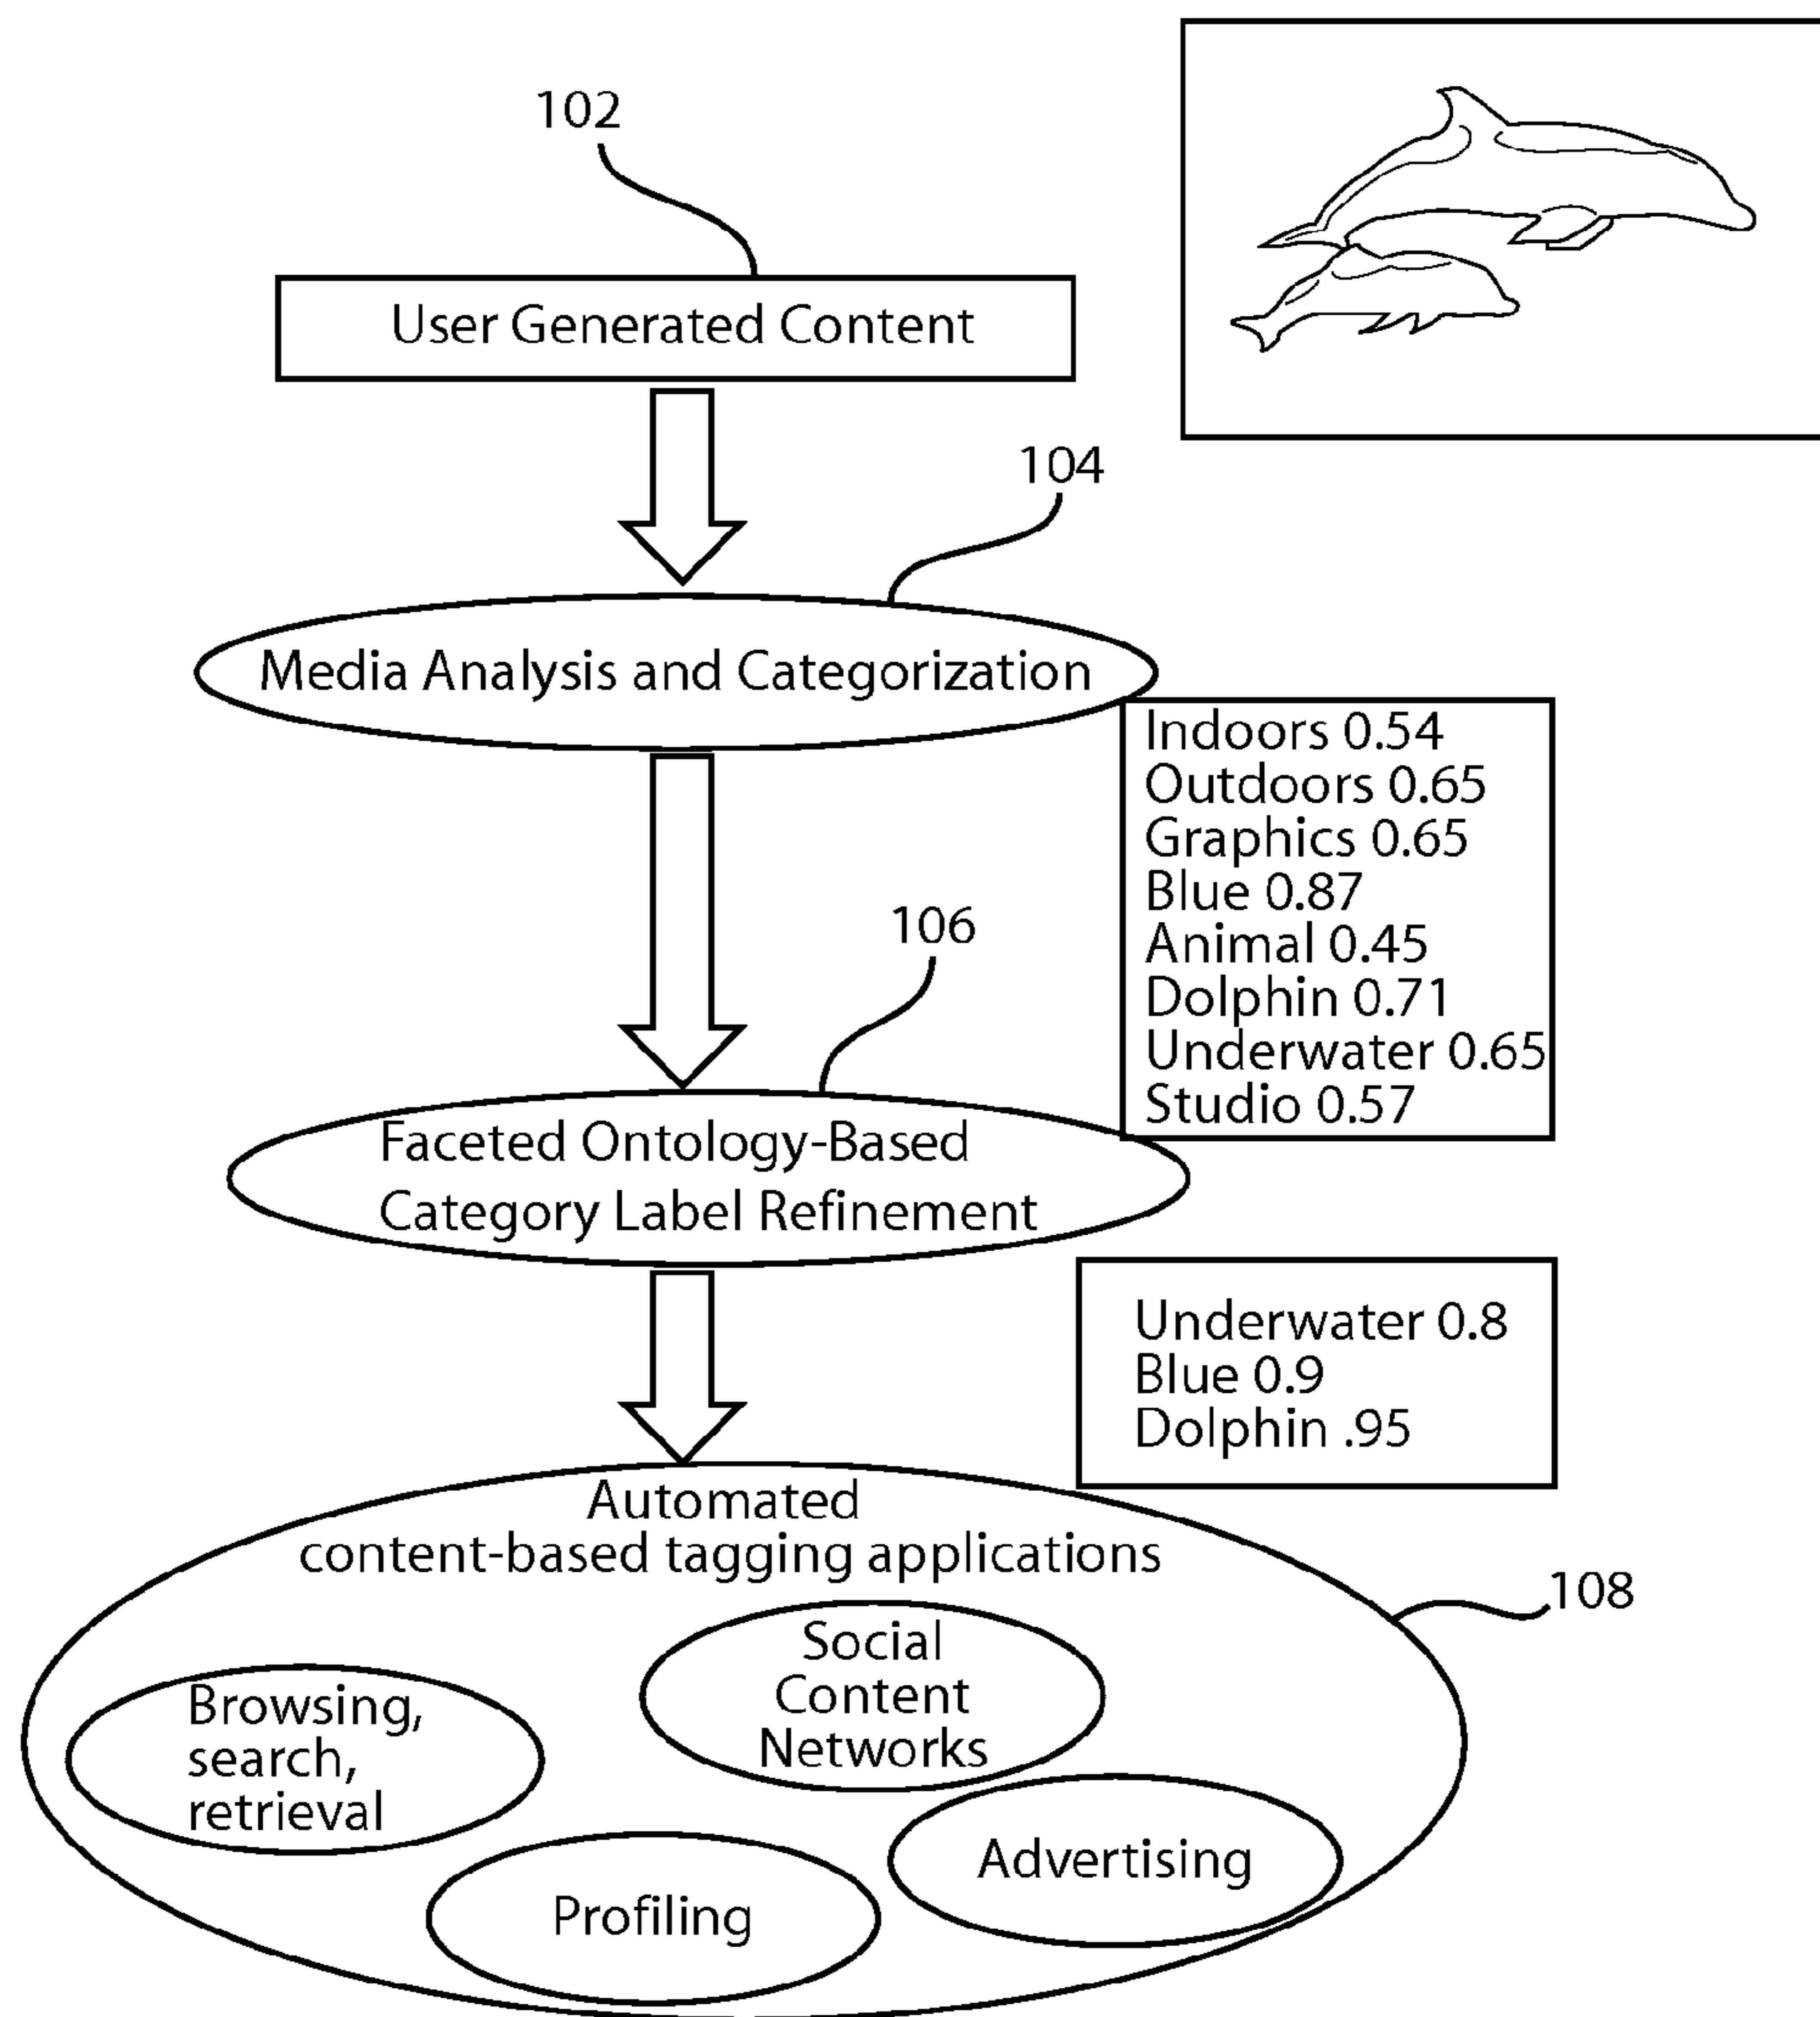 102
User Generated Content
104
Media Analysis and Categorization
Indoors 0.54
Outdoors 0.65
Graphics 0.65
Blue 0.87
Animal 0.45
Dolphin 0.71
Underwater 0.65
Studio 0.57
106
Faceted Ontology-Based
Category Label Refinement
Underwater 0.8
Blue 0.9
Dolphin .95
Automated
content-based tagging applications
108
Social
Content
Networks
Browsing,
search,
retrieval
Advertising
Profiling